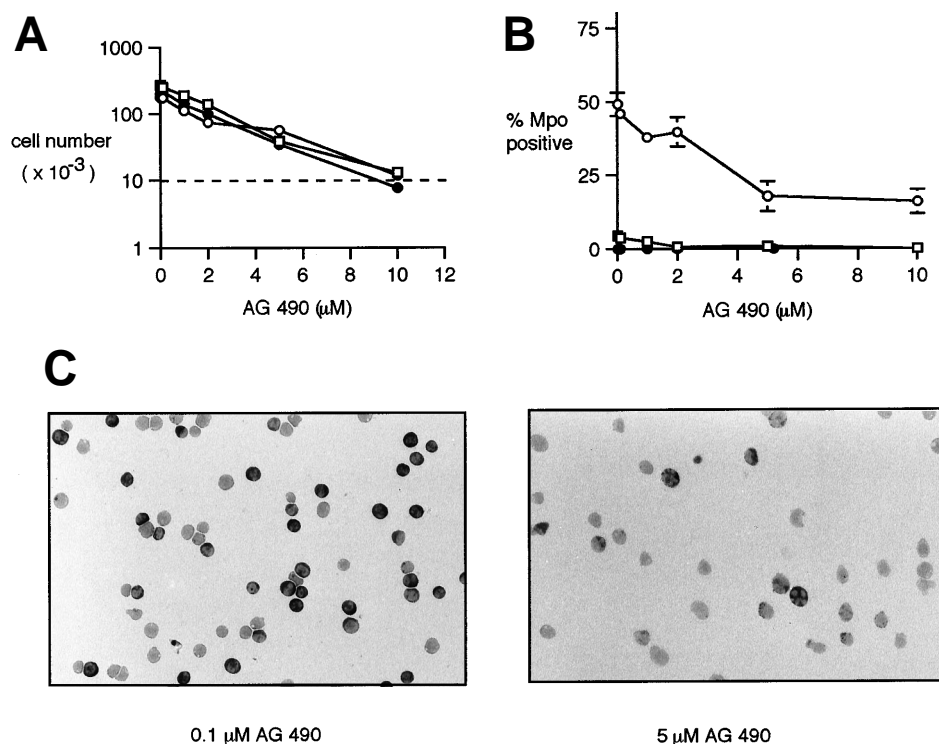 A
1000
100
10
1
cell number
( x 10-3)
0 2 4 6 8 10 12
AG 490 (μM)
B
75
50
25
0
% Mpo
positive
0 2 4 6 8 10
AG 490 (μM)
C
0.1 μM AG 490
5 μM AG 490